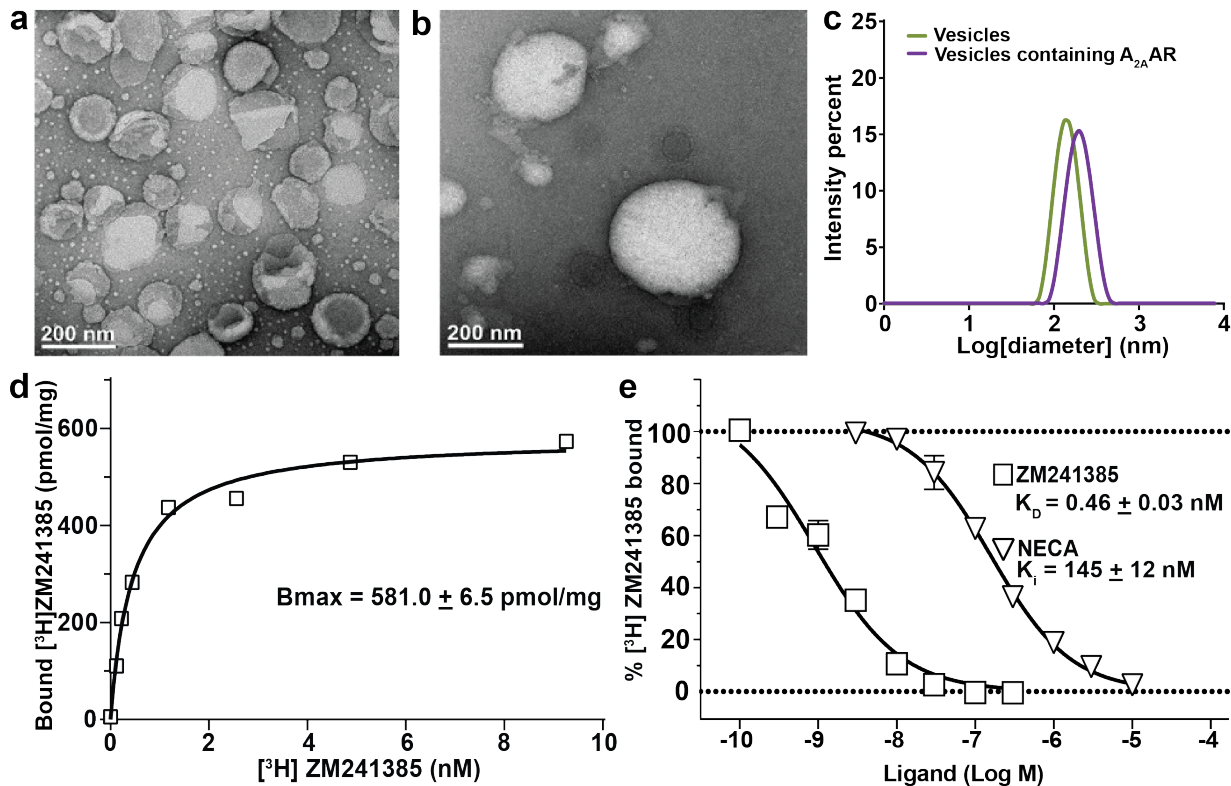 a
200 nm
b
200 nm
c
Vesicles
Vesicles containing A₂AAR
Intensity percent
25
20
15
10
5
0
0
1
2
3
4
Log[diameter] (nm)
d
Bound [³H]ZM241385 (pmol/mg)
600
400
200
0
0
2
4
6
8
10
Bmax = 581.0 ± 6.5 pmol/mg
[³H] ZM241385 (nM)
e
% [³H] ZM241385 bound
100
80
60
40
20
0
-10
-9
-8
-7
-6
-5
-4
ZM241385
K_D = 0.46 ± 0.03 nM
NECA
Kᵢ = 145 ± 12 nM
Ligand (Log M)